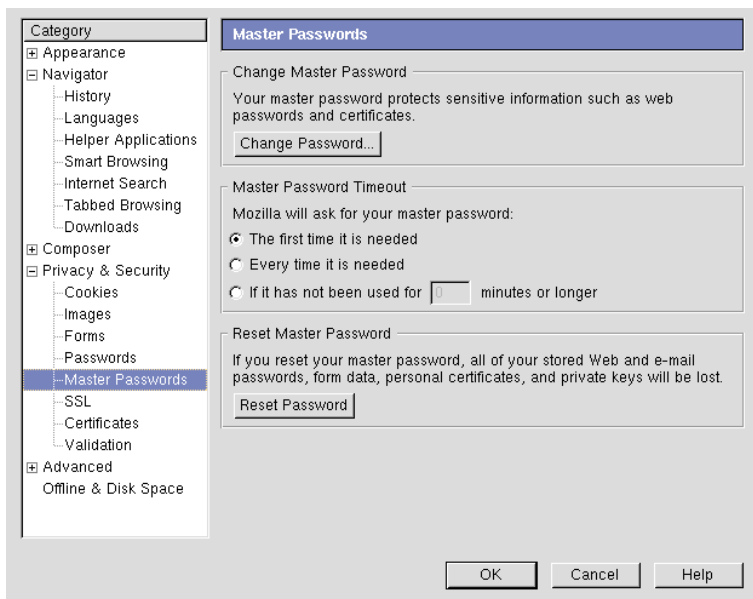 Category
Appearance
Navigator
History
Languages
Helper Applications
Smart Browsing
Internet Search
Tabbed Browsing
Downloads
Composer
Privacy & Security
Cookies
Images
Forms
Passwords
Master Passwords
SSL
Certificates
Validation
Advanced
Offline & Disk Space
Master Passwords
Change Master Password
Your master password protects sensitive information such as web
passwords and certificates.
Change Password...
Master Password Timeout
Mozilla will ask for your master password:
The first time it is needed
Every time it is needed
If it has not been used for 0 minutes or longer
Reset Master Password
If you reset your master password, all of your stored Web and e-mail
passwords, form data, personal certificates, and private keys will be lost.
Reset Password
OK Cancel Help